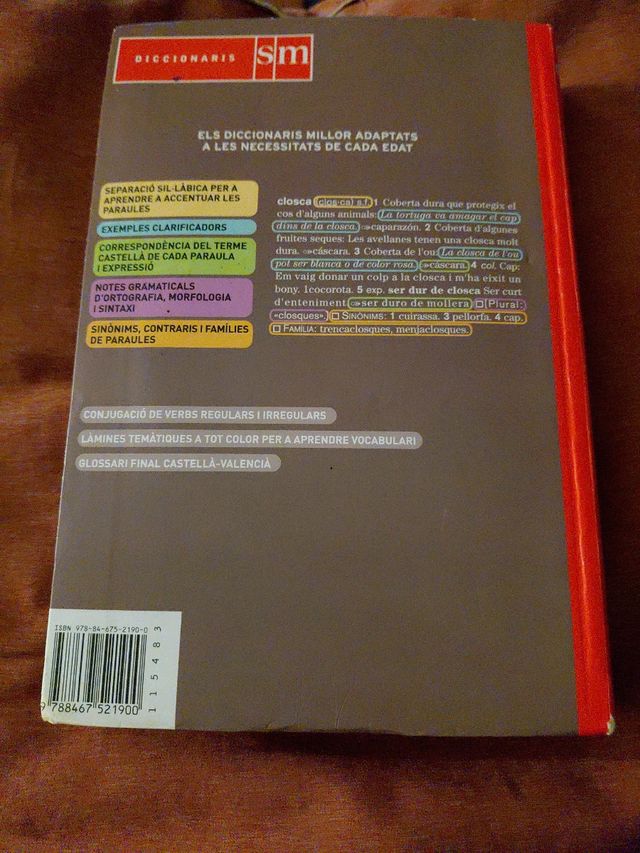 DICCIONARIS sm
ELS DICCIONARIS MILLOR ADAPTATS
A LES NECESSITATS DE CADA EDAT
SEPARACIÓ SIL·LÀBICA PER A
APRENDRE A ACCENTUAR LES
PARAULES
EXEMPLES CLARIFICADORS
CORRESPONDÈNCIA DEL TERME
CASTELLÀ DE CADA PARAULA
I EXPRESSIÓ
NOTES GRAMATICALS
D'ORTOGRAFIA, MORFOLOGIA
I SINTAXI
SINÒNIMS, CONTRARIS I FAMÍLIES
DE PARAULES
closca (clos·ca) s.f. 1 Coberta dura que protegix el
cos d'alguns animals: La tortuga va amagar el cap
dins de la closca. ⇨caparazón. 2 Coberta d'algunes
fruites seques: Les avellanes tenen una closca molt
dura. ⇨cáscara. 3 Coberta de l'ou: La closca de l'ou
pot ser blanca o de color rosa. ⇨cáscara. 4 col. Cap:
Em vaig donar un colp a la closca i m'ha eixit un
bony. 1cocorota. 5 exp. ser dur de closca Ser curt
d'enteniment ⇨ser duro de mollera □ [Plural:
«closques». □ SINÒNIMS: 1 cuirassa. 3 pellorfa. 4 cap.
□ FAMÍLIA: trencaclosques, menjaclosques.
CONJUGACIÓ DE VERBS REGULARS I IRREGULARS
LÀMINES TEMÀTIQUES A TOT COLOR PER A APRENDRE VOCABULARI
GLOSSARI FINAL CASTELLÀ-VALENCIÀ
ISBN 978-84-675-2190-0
9 788467 521900
115483